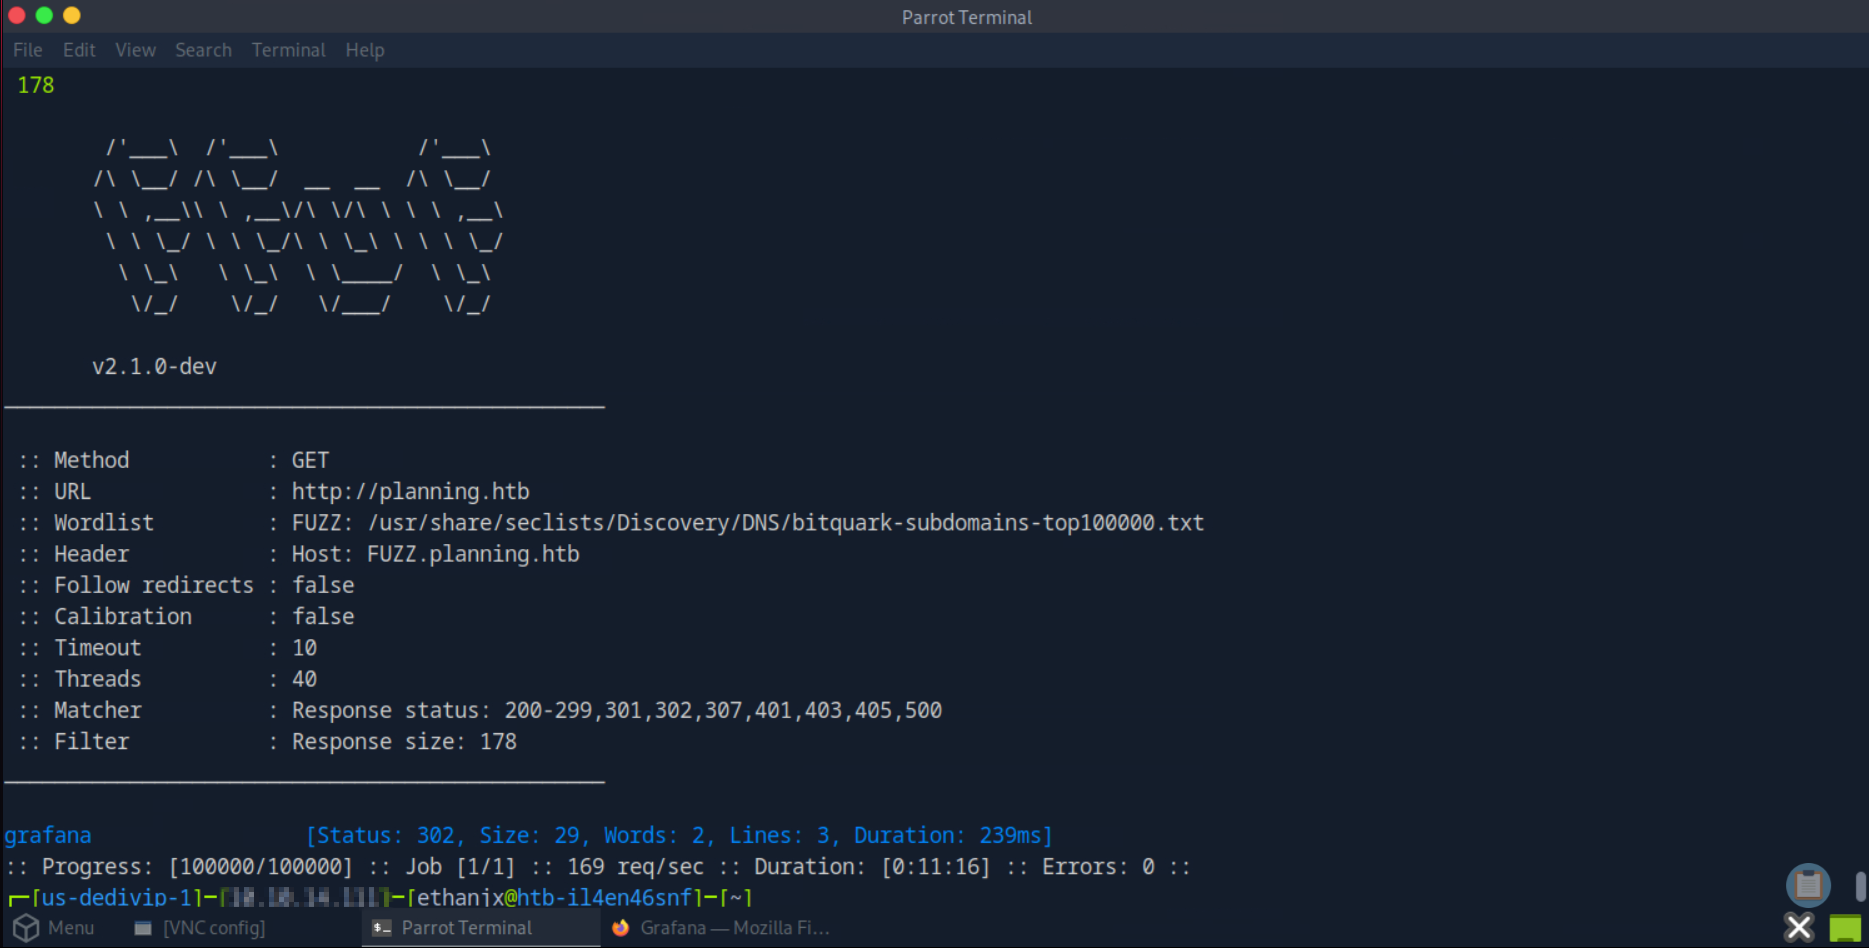 Parrot Terminal
File Edit View Search Terminal Help
178
/'___\  /'___\           /'___\
/\ \__/ /\ \__/  __  __  /\ \__/
\ \ ,__\\ \ ,__\/\ \/\ \ \ \ ,__\
\ \ \_/ \ \ \_/\ \ \_\ \ \ \ \_/
\ \_\   \ \_\  \ \____/  \ \_\
\/_/    \/_/   \/___/    \/_/
v2.1.0-dev
________________________________________________
:: Method           : GET
:: URL              : http://planning.htb
:: Wordlist         : FUZZ: /usr/share/seclists/Discovery/DNS/bitquark-subdomains-top100000.txt
:: Header           : Host: FUZZ.planning.htb
:: Follow redirects : false
:: Calibration      : false
:: Timeout          : 10
:: Threads          : 40
:: Matcher          : Response status: 200-299,301,302,307,401,403,405,500
:: Filter           : Response size: 178
________________________________________________
grafana                 [Status: 302, Size: 29, Words: 2, Lines: 3, Duration: 239ms]
:: Progress: [100000/100000] :: Job [1/1] :: 169 req/sec :: Duration: [0:11:16] :: Errors: 0 ::
┌─[us-dedivip-1]─[]─[ethanjx@htb-il4en46snf]─[~]
Menu [VNC config] Parrot Terminal Grafana — Mozilla Fi...